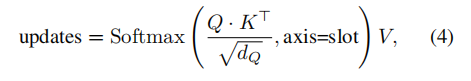 updates = Softmax ( Q · K^⊤ / √d_Q , axis=slot ) V, (4)